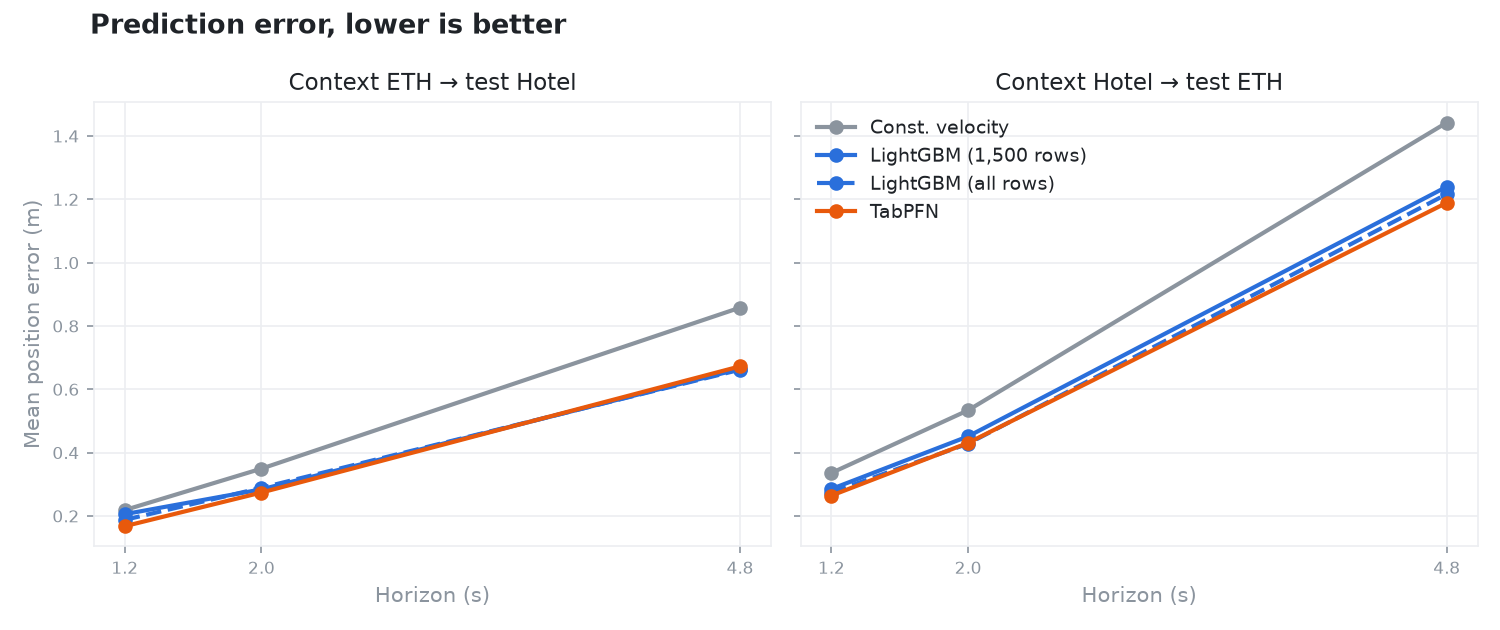 Prediction error, lower is better
Context ETH → test Hotel
Mean position error (m)
1.4
1.2
1.0
0.8
0.6
0.4
0.2
1.2
2.0
4.8
Horizon (s)
Context Hotel → test ETH
Const. velocity
LightGBM (1,500 rows)
LightGBM (all rows)
TabPFN
1.2
2.0
4.8
Horizon (s)